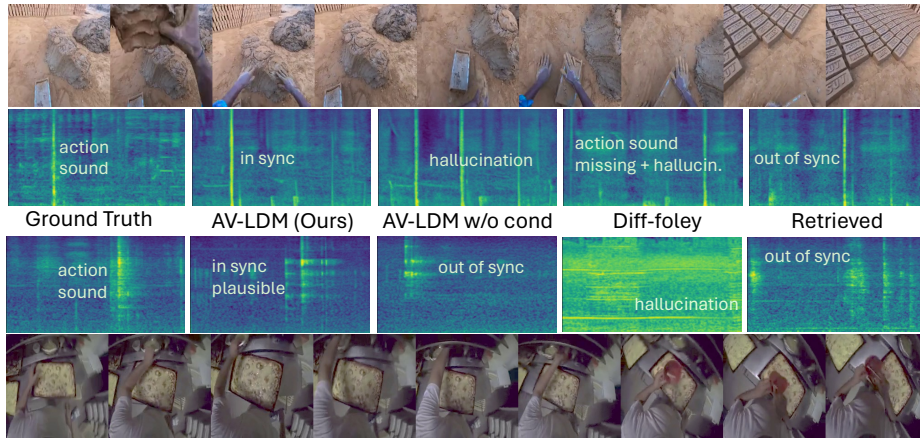 action
sound
in sync
hallucination
action sound
missing + hallucin.
out of sync
Ground Truth
AV-LDM (Ours)
AV-LDM w/o cond
Diff-foley
Retrieved
action
sound
in sync
plausible
out of sync
hallucination
out of sync